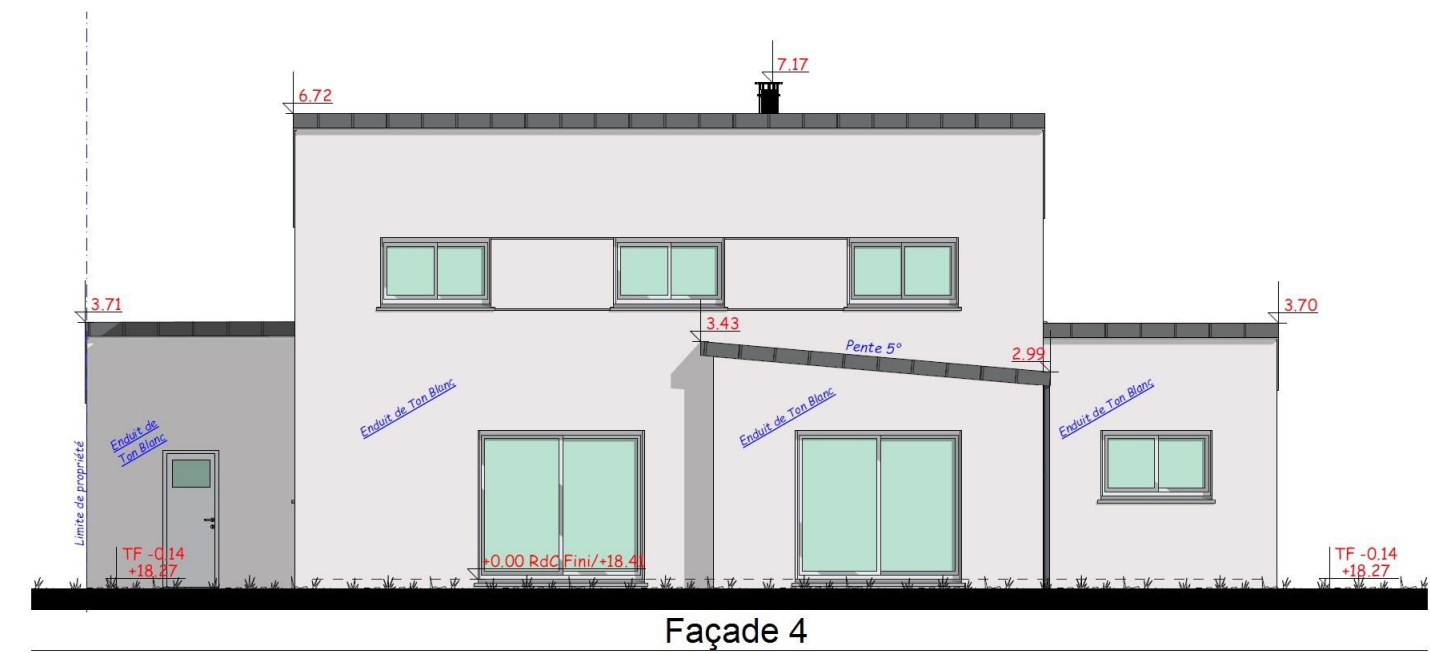 7.17
6.72
3.71
3.70
3.43
Pente 5°
2.99
Enduit de Ton Blanc
Enduit de Ton Blanc
Enduit de Ton Blanc
Enduit de
Ton Blanc
Limite de propriété
TF -0.14
+18.27
+0.00 RdC Fini/+18.41
TF -0.14
+18.27
Façade 4